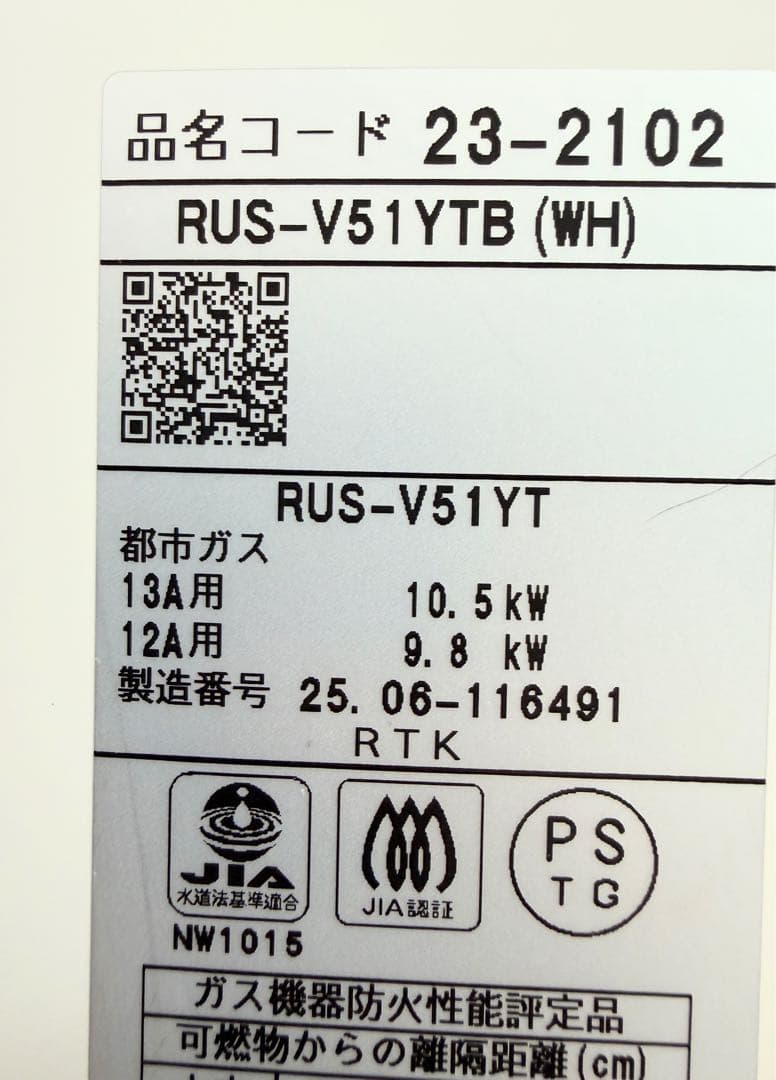 品名コード 23-2102
RUS-V51YTB(WH)
RUS-V51YT
都市ガス
13A用 10.5kW
12A用 9.8 kW
製造番号 25.06-116491
RTK
JIA
水道法基準適合
NW1015
JIA認証
PS
TG
ガス機器防火性能評定品
可燃物からの離隔距離(cm)